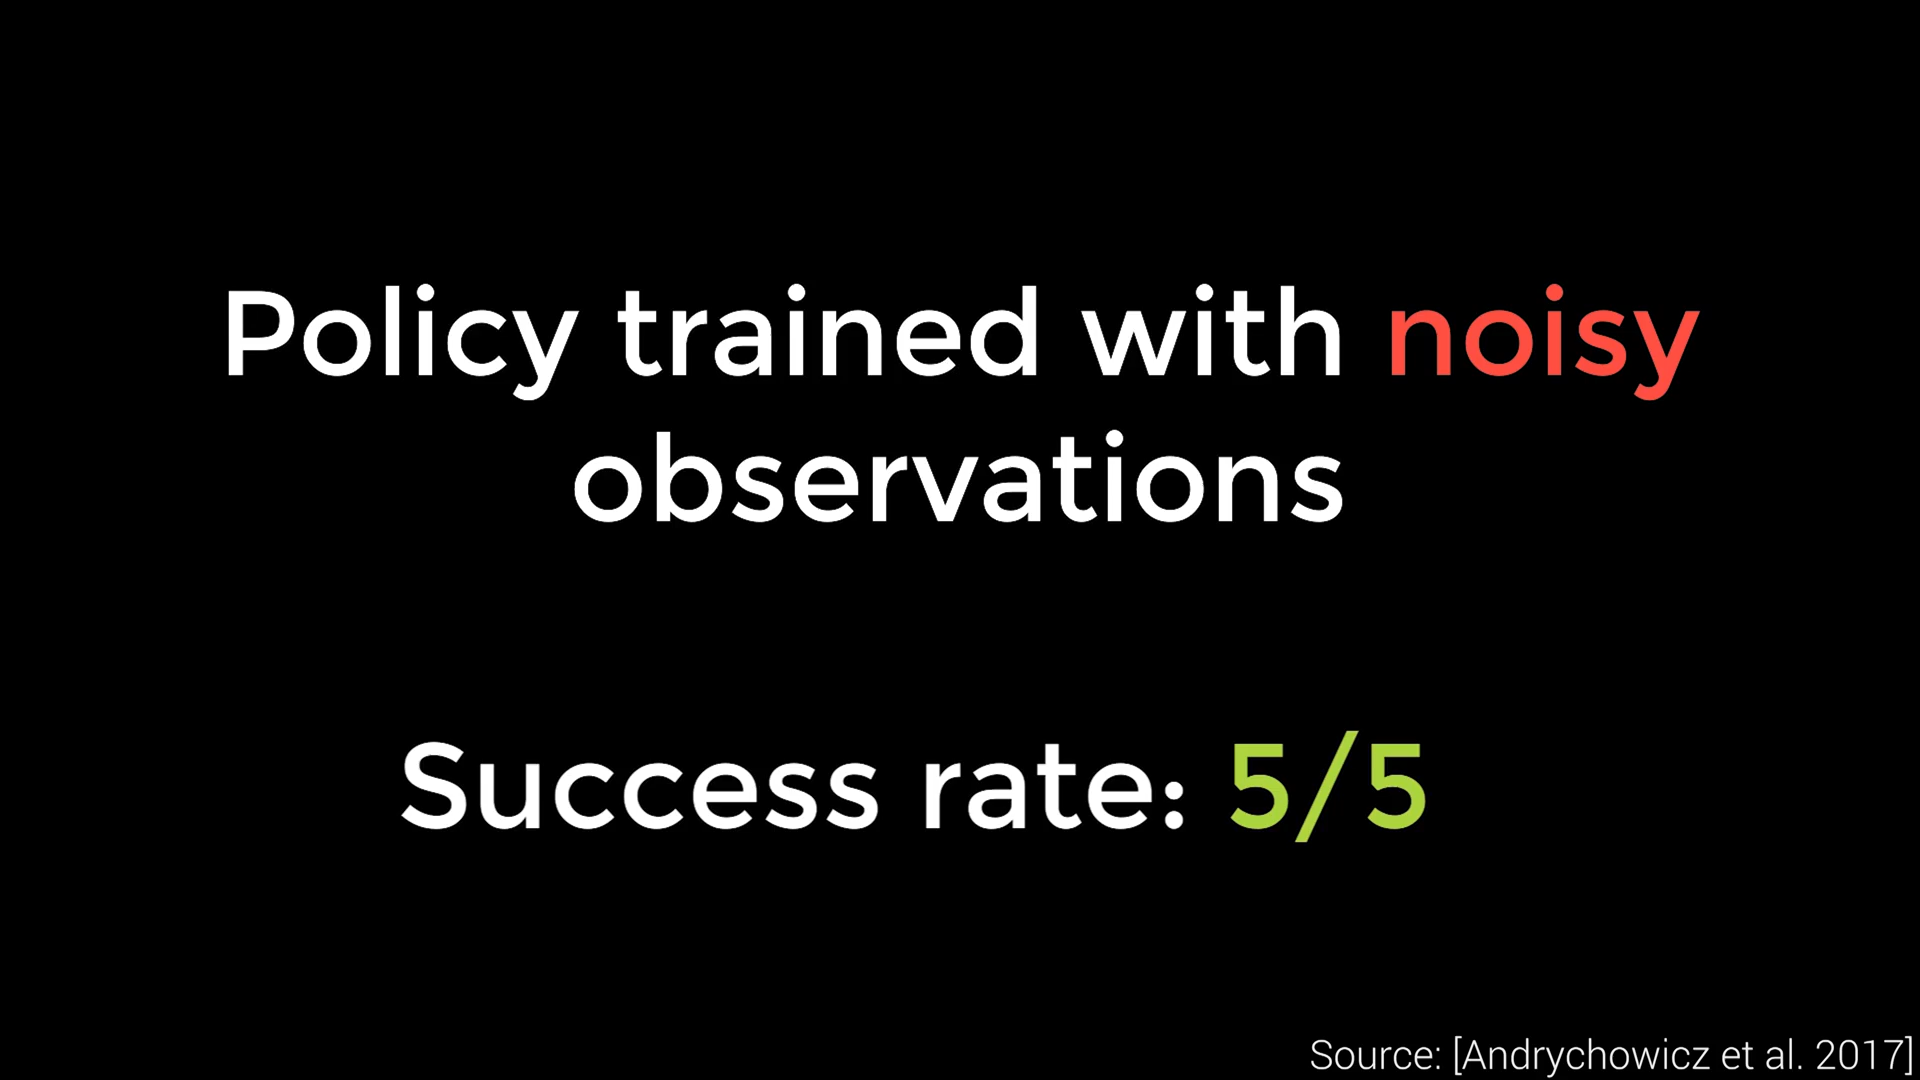 Policy trained with noisy
observations
Success rate: 5/5
Source: [Andrychowicz et al. 2017]